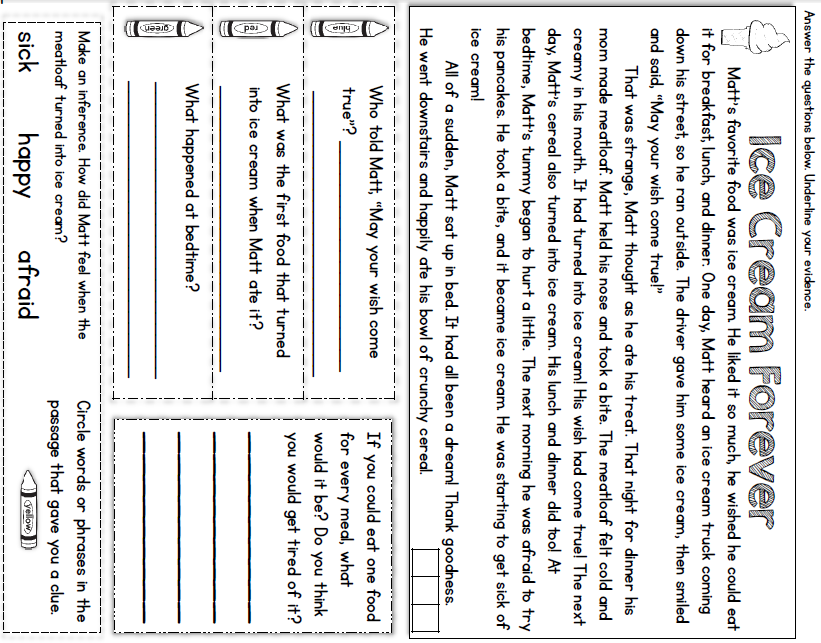 Answer the questions below. Underline your evidence.
Ice Cream Forever
Matt's favorite food was ice cream. He liked it so much, he wished he could eat
it for breakfast, lunch, and dinner. One day, Matt heard an ice cream truck coming
down his street, so he ran outside. The driver gave him some ice cream, then smiled
and said, "May your wish come true!"
That was strange, Matt thought as he ate his treat. That night for dinner his
mom made meatloaf. Matt held his nose and took a bite. The meatloaf felt cold and
creamy in his mouth. It had turned into ice cream! His wish had come true! The next
day, Matt's cereal also turned into ice cream. His lunch and dinner did too! At
bedtime, Matt's tummy began to hurt a little. The next morning he was afraid to try
his pancakes. He took a bite, and it became ice cream. He was starting to get sick of
ice cream!
All of a sudden, Matt sat up in bed. It had all been a dream! Thank goodness.
He went downstairs and happily ate his bowl of crunchy cereal.
blue
Who told Matt, "May your wish come
true"?
red
What was the first food that turned
into ice cream when Matt ate it?
green
What happened at bedtime?
If you could eat one food
for every meal, what
would it be? Do you think
you would get tired of it?
Make an inference. How did Matt feel when the
meatloaf turned into ice cream?
sick happy afraid
Circle words or phrases in the
passage that gave you a clue.
yellow